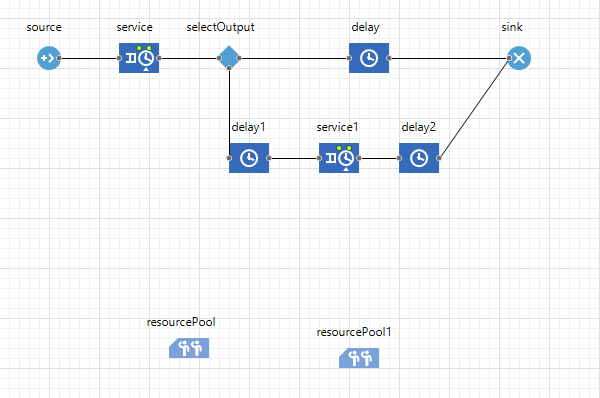 source
service
selectOutput
delay
sink
delay1
service1
delay2
resourcePool
resourcePool1